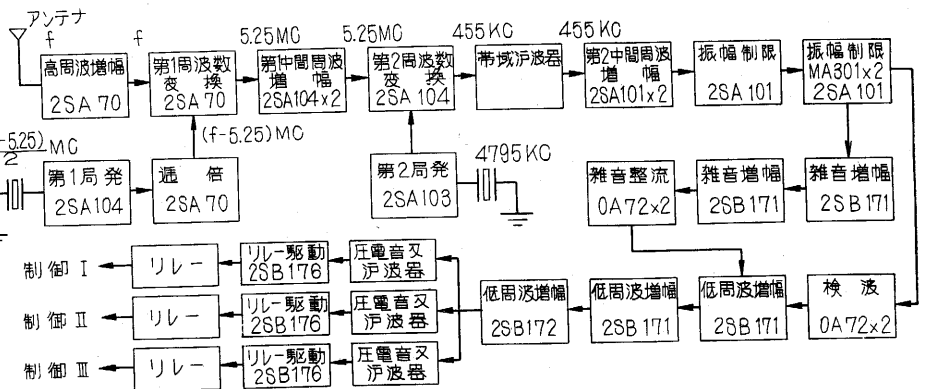 アンテナ
f
f
5.25MC
5.25MC
455KC
455KC
高周波増幅
2SA70
第1周波数
変換
2SA70
第1中間周波
増幅
2SA104×2
第2周波数
変換
2SA104
帯域沪波器
第2中間周波
増幅
2SA101×2
振幅制限
2SA101
振幅制限
MA301×2
2SA101
-5.25)
2
MC
(f-5.25)MC
第1局発
2SA104
逓倍
2SA70
第2局発
2SA103
4795KC
雑音整流
0A72×2
雑音増幅
2SB171
雑音増幅
2SB171
制御 I
リレー
リレー駆動
2SB176
圧電音叉
沪波器
制御 II
リレー
リレー駆動
2SB176
圧電音叉
沪波器
制御 III
リレー
リレー駆動
2SB176
圧電音叉
沪波器
低周波増幅
2SB172
低周波増幅
2SB171
低周波増幅
2SB171
検波
0A72×2